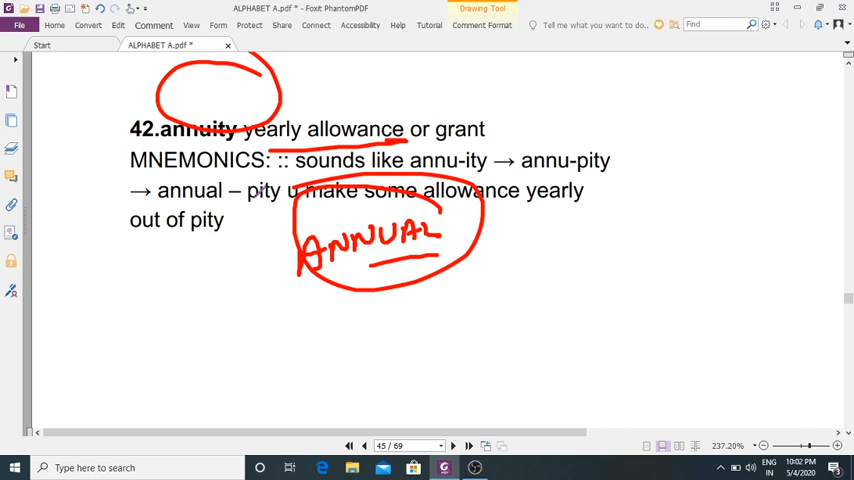 ALPHABET A.pdf * - Foxit PhantomPDF
Drawing Tool
File Home Convert Edit Comment View Form Protect Share Connect Accessibility Help Tutorial Comment Format Tell me what you want to do.. Find
Start ALPHABET A.pdf *
42.annuity yearly allowance or grant
MNEMONICS: :: sounds like annu-ity → annu-pity
→ annual – pity u make some allowance yearly
out of pity
ANNUAL
45 / 69 237.20%
Type here to search
ENG 10:02 PM
IN 5/4/2020
3